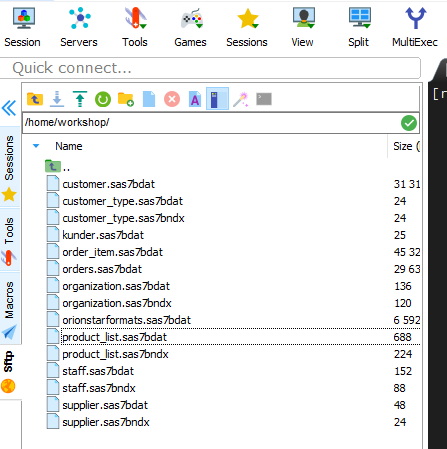 Session Servers Tools Games Sessions View Split MultiExec
Quick connect...
/home/workshop/
Name Size (
..
customer.sas7bdat 31 31
customer_type.sas7bdat 24
customer_type.sas7bndx 24
kunder.sas7bdat 25
order_item.sas7bdat 45 32
orders.sas7bdat 29 63
organization.sas7bdat 136
organization.sas7bndx 120
orionstarformats.sas7bdat 6 592
product_list.sas7bdat 688
product_list.sas7bndx 224
staff.sas7bdat 152
staff.sas7bndx 88
supplier.sas7bdat 48
supplier.sas7bndx 24
Sessions
Tools
Macros
Sftp